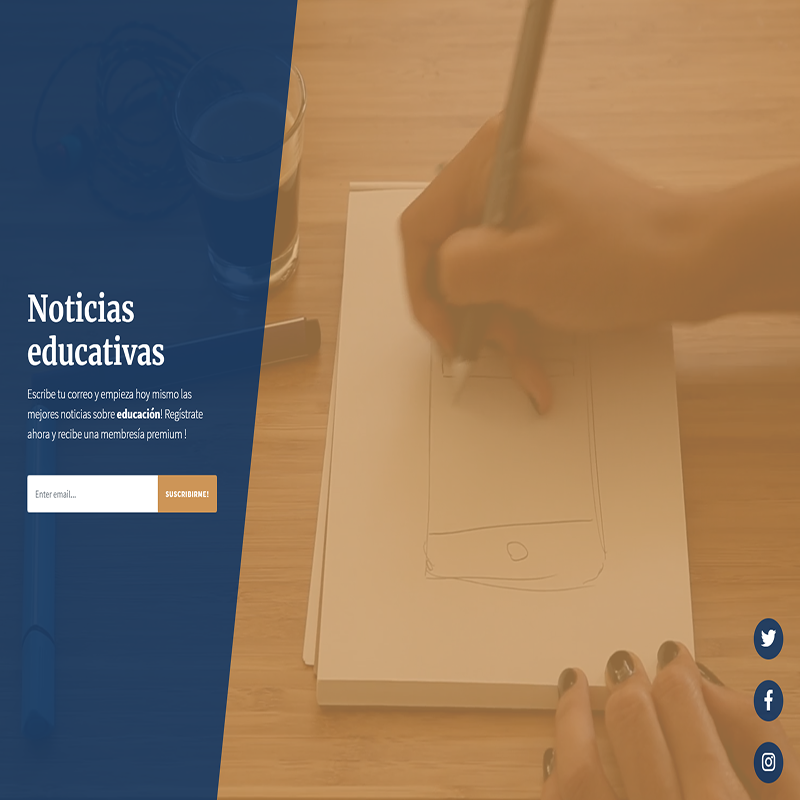 Noticias
educativas
Escribe tu correo y empieza hoy mismo las
mejores noticias sobre educación! Regístrate
ahora y recibe una membresía premium !
Enter email...
SUSCRIBIRME!